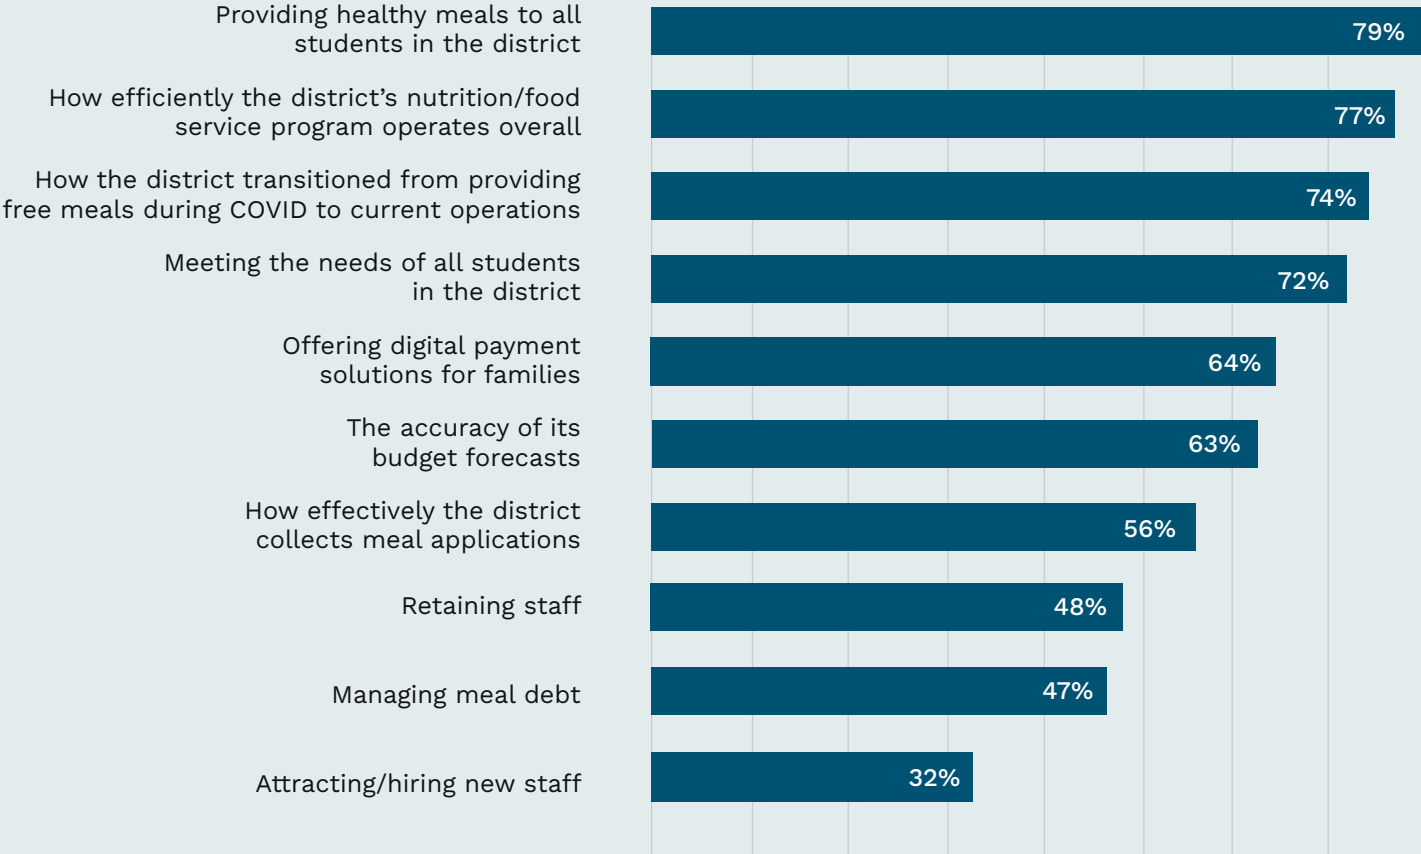 Providing healthy meals to all
students in the district
79%
How efficiently the district’s nutrition/food
service program operates overall
77%
How the district transitioned from providing
free meals during COVID to current operations
74%
Meeting the needs of all students
in the district
72%
Offering digital payment
solutions for families
64%
The accuracy of its
budget forecasts
63%
How effectively the district
collects meal applications
56%
Retaining staff
48%
Managing meal debt
47%
Attracting/hiring new staff
32%